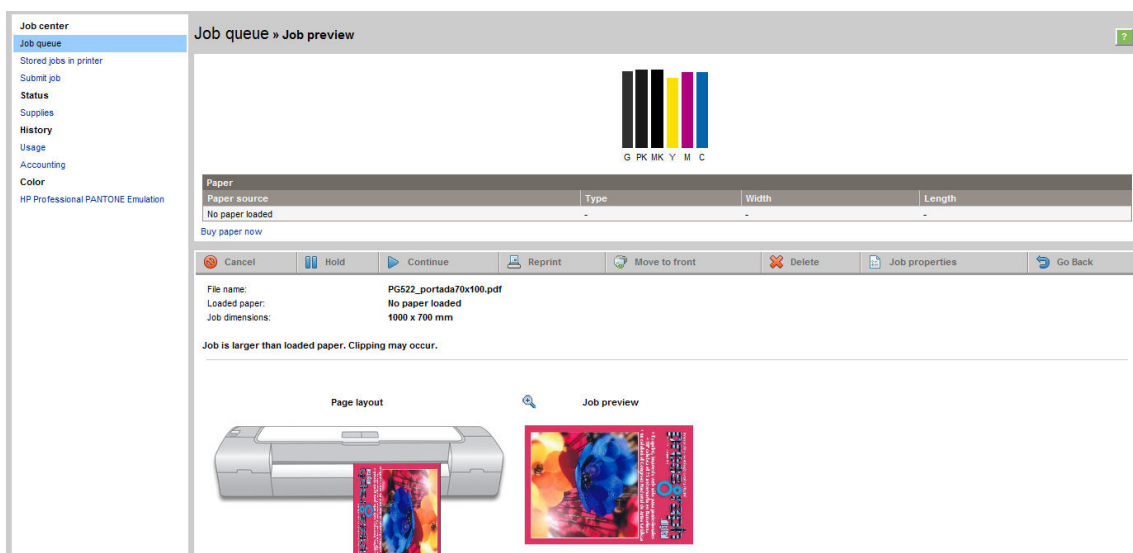 Job center
Job queue
Stored jobs in printer
Submit job
Status
Supplies
History
Usage
Accounting
Color
HP Professional PANTONE Emulation
Job queue » Job preview
?
G PK MK Y M C
Paper
Paper source Type Width Length
No paper loaded - - -
Buy paper now
Cancel Hold Continue Reprint Move to front Delete Job properties Go Back
File name: PG522_portada70x100.pdf
Loaded paper: No paper loaded
Job dimensions: 1000 x 700 mm
Job is larger than loaded paper. Clipping may occur.
Page layout Job preview
digital